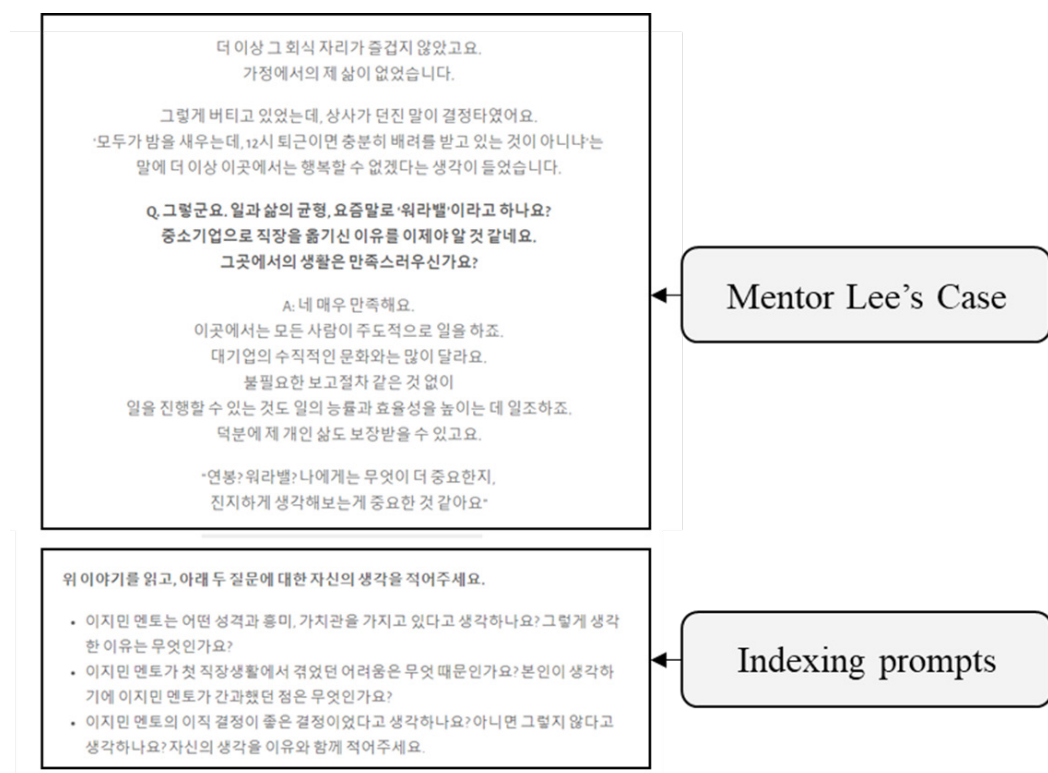 더 이상 그 회식 자리가 즐겁지 않았고요.
가정에서의 제 삶이 없었습니다.
그렇게 버티고 있었는데, 상사가 던진 말이 결정타였어요.
'모두가 밤을 새우는데, 12시 퇴근이면 충분히 배려를 받고 있는 것이 아니냐'는
말에 더 이상 이곳에서는 행복할 수 없겠다는 생각이 들었습니다.
Q. 그렇군요. 일과 삶의 균형, 요즘말로 '워라밸'이라고 하나요?
중소기업으로 직장을 옮기신 이유를 이제야 알 것 같네요.
그곳에서의 생활은 만족스러우신가요?
A: 네 매우 만족해요.
이곳에서는 모든 사람이 주도적으로 일을 하죠.
대기업의 수직적인 문화와는 많이 달라요.
불필요한 보고절차 같은 것 없이
일을 진행할 수 있는 것도 일의 능률과 효율성을 높이는 데 일조하죠.
덕분에 제 개인 삶도 보장받을 수 있고요.
"연봉? 워라밸? 나에게는 무엇이 더 중요한지,
진지하게 생각해보는게 중요한 것 같아요"
Mentor Lee's Case
위 이야기를 읽고, 아래 두 질문에 대한 자신의 생각을 적어주세요.
• 이지민 멘토는 어떤 성격과 흥미, 가치관을 가지고 있다고 생각하나요? 그렇게 생각
한 이유는 무엇인가요?
• 이지민 멘토가 첫 직장생활에서 겪었던 어려움은 무엇 때문인가요? 본인이 생각하
기에 이지민 멘토가 간과했던 점은 무엇인가요?
• 이지민 멘토의 이직 결정이 좋은 결정이었다고 생각하나요? 아니면 그렇지 않다고
생각하나요? 자신의 생각을 이유와 함께 적어주세요.
Indexing prompts